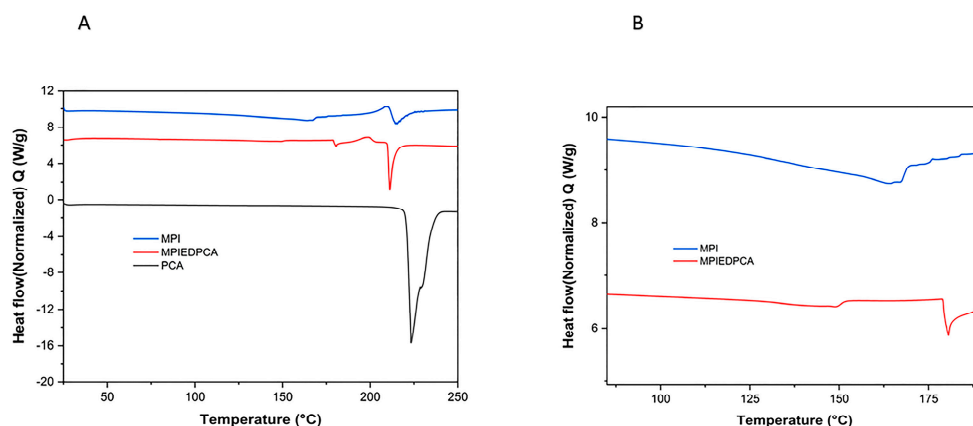 A
B
12
8
4
0
-4
-8
-12
-16
-20
50
100
150
200
250
Heat flow(Normalized) Q (W/g)
Temperature (°C)
MPI
MPIEDPCA
PCA
10
8
6
100
125
150
175
Heat flow(Normalized) Q (W/g)
Temperature (°C)
MPI
MPIEDPCA